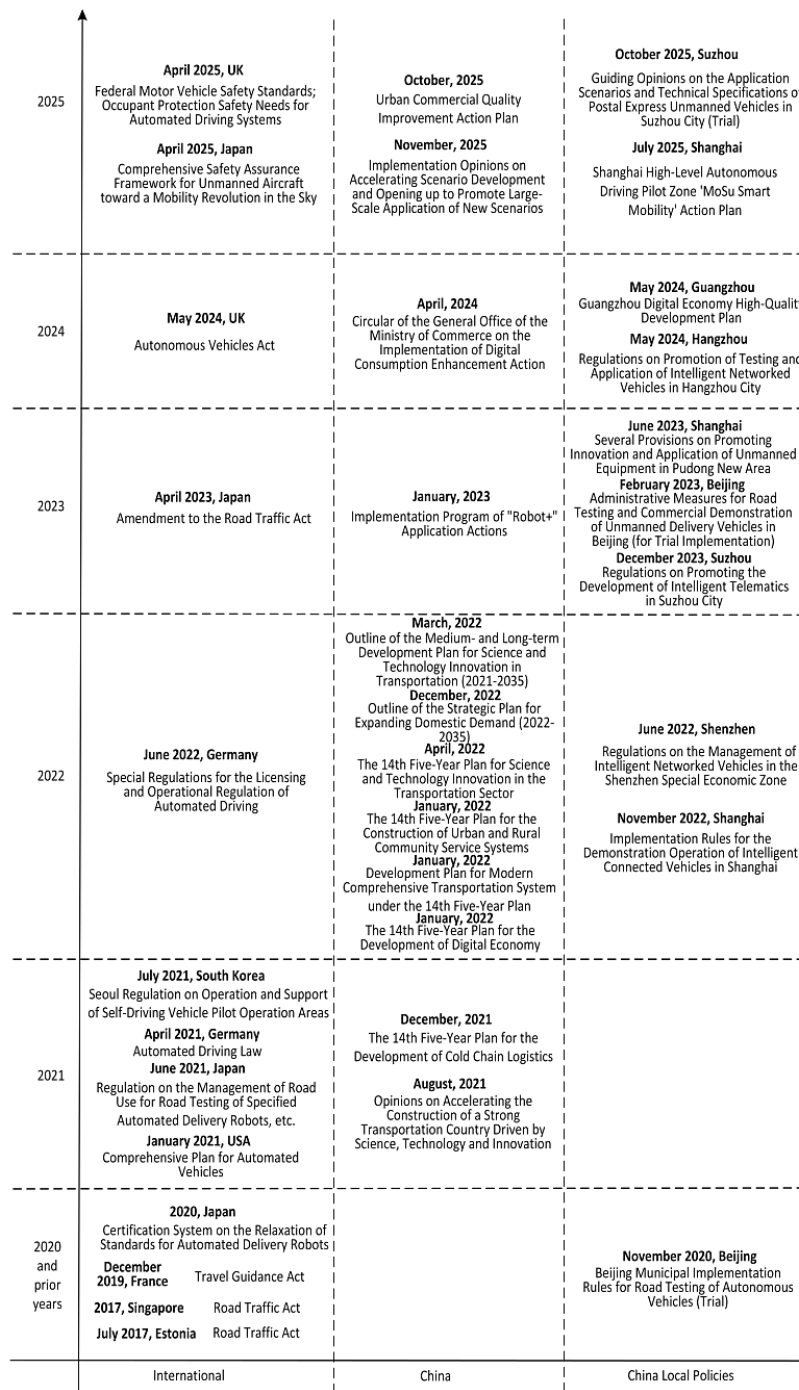 2025
April 2025, UK
Federal Motor Vehicle Safety Standards;
Occupant Protection Safety Needs for
Automated Driving Systems
April 2025, Japan
Comprehensive Safety Assurance
Framework for Unmanned Aircraft
toward a Mobility Revolution in the Sky
October, 2025
Urban Commercial Quality
Improvement Action Plan
November, 2025
Implementation Opinions on
Accelerating Scenario Development
and Opening up to Promote Large-
Scale Application of New Scenarios
October 2025, Suzhou
Guiding Opinions on the Application
Scenarios and Technical Specifications of
Postal Express Unmanned Vehicles in
Suzhou City (Trial)
July 2025, Shanghai
Shanghai High-Level Autonomous
Driving Pilot Zone 'MoSu Smart
Mobility' Action Plan
2024
May 2024, UK
Autonomous Vehicles Act
April, 2024
Circular of the General Office of the
Ministry of Commerce on the
Implementation of Digital
Consumption Enhancement Action
May 2024, Guangzhou
Guangzhou Digital Economy High-Quality
Development Plan
May 2024, Hangzhou
Regulations on Promotion of Testing and
Application of Intelligent Networked
Vehicles in Hangzhou City
2023
April 2023, Japan
Amendment to the Road Traffic Act
January, 2023
Implementation Program of "Robot+"
Application Actions
June 2023, Shanghai
Several Provisions on Promoting
Innovation and Application of Unmanned
Equipment in Pudong New Area
February 2023, Beijing
Administrative Measures for Road
Testing and Commercial Demonstration
of Unmanned Delivery Vehicles in
Beijing (for Trial Implementation)
December 2023, Suzhou
Regulations on Promoting the
Development of Intelligent Telematics
in Suzhou City
2022
June 2022, Germany
Special Regulations for the Licensing
and Operational Regulation of
Automated Driving
March, 2022
Outline of the Medium- and Long-term
Development Plan for Science and
Technology Innovation in
Transportation (2021-2035)
December, 2022
Outline of the Strategic Plan for
Expanding Domestic Demand (2022-
2035)
April, 2022
The 14th Five-Year Plan for Science
and Technology Innovation in the
Transportation Sector
January, 2022
The 14th Five-Year Plan for the
Construction of Urban and Rural
Community Service Systems
January, 2022
Development Plan for Modern
Comprehensive Transportation System
under the 14th Five-Year Plan
January, 2022
The 14th Five-Year Plan for the
Development of Digital Economy
June 2022, Shenzhen
Regulations on the Management of
Intelligent Networked Vehicles in the
Shenzhen Special Economic Zone
November 2022, Shanghai
Implementation Rules for the
Demonstration Operation of Intelligent
Connected Vehicles in Shanghai
2021
July 2021, South Korea
Seoul Regulation on Operation and Support
of Self-Driving Vehicle Pilot Operation Areas
April 2021, Germany
Automated Driving Law
June 2021, Japan
Regulation on the Management of Road
Use for Road Testing of Specified
Automated Delivery Robots, etc.
January 2021, USA
Comprehensive Plan for Automated
Vehicles
December, 2021
The 14th Five-Year Plan for the
Development of Cold Chain Logistics
August, 2021
Opinions on Accelerating the
Construction of a Strong
Transportation Country Driven by
Science, Technology and Innovation
2020
and
prior
years
2020, Japan
Certification System on the Relaxation of
Standards for Automated Delivery Robots
December
2019, France
Travel Guidance Act
2017, Singapore
Road Traffic Act
July 2017, Estonia
Road Traffic Act
November 2020, Beijing
Beijing Municipal Implementation
Rules for Road Testing of Autonomous
Vehicles (Trial)
International
China
China Local Policies